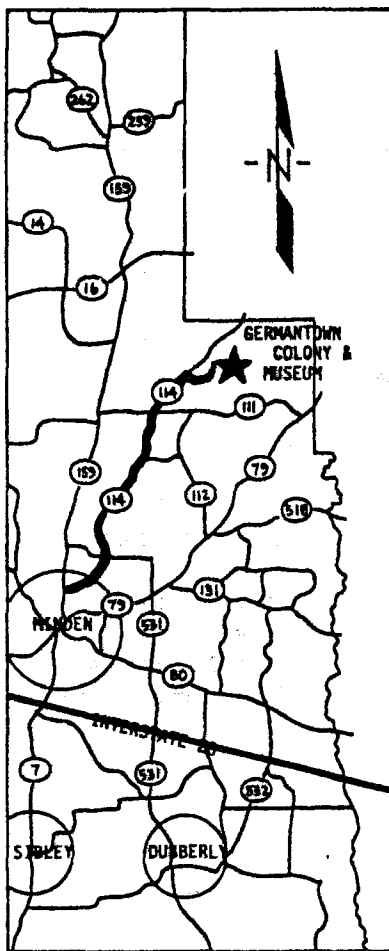 262
259
159
-N-
14
16
GERMANTOWN
COLONY &
MUSEUM
114
111
159
79
114
112
518
79
131
MINDEN
531
80
INTERSTATE 20
7
531
532
SIBLEY
DUBBERLY